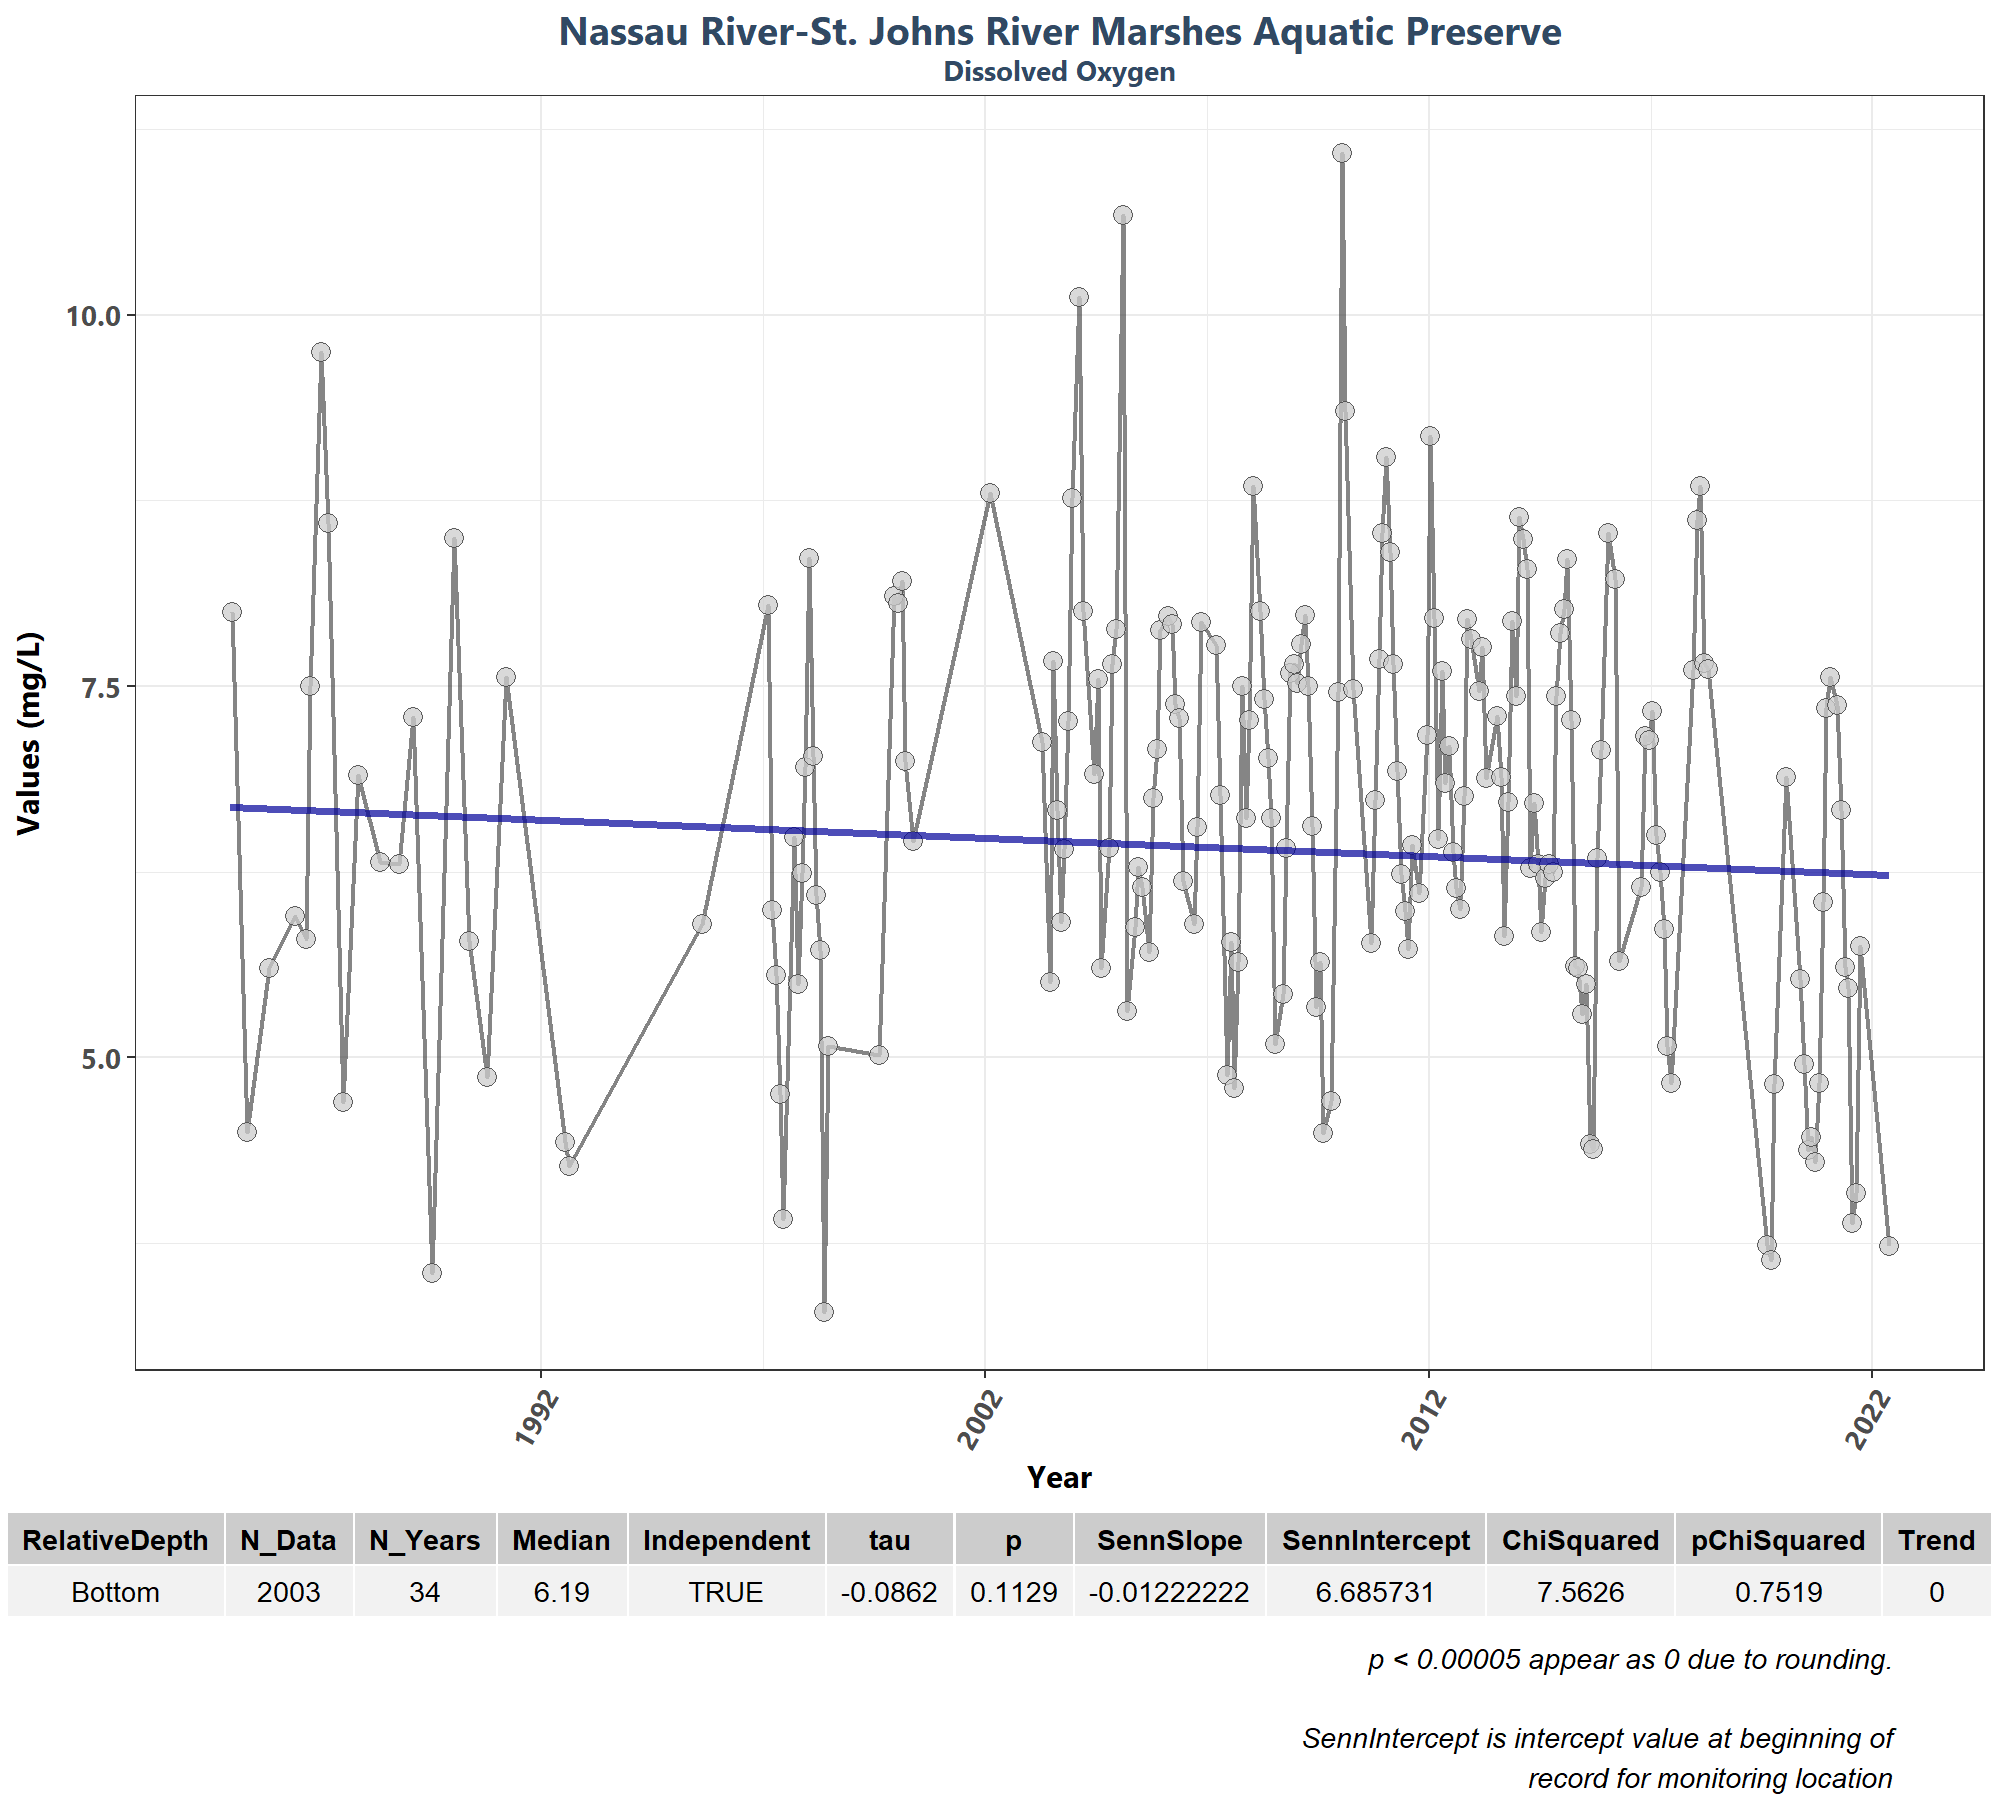 Nassau River-St. Johns River Marshes Aquatic Preserve
Dissolved Oxygen
Values (mg/L)
10.0
7.5
5.0
1992
2002
2012
2022
Year
RelativeDepth N_Data N_Years Median Independent tau p SennSlope SennIntercept ChiSquared pChiSquared Trend
Bottom 2003 34 6.19 TRUE -0.0862 0.1129 -0.01222222 6.685731 7.5626 0.7519 0
p < 0.00005 appear as 0 due to rounding.
SennIntercept is intercept value at beginning of
record for monitoring location